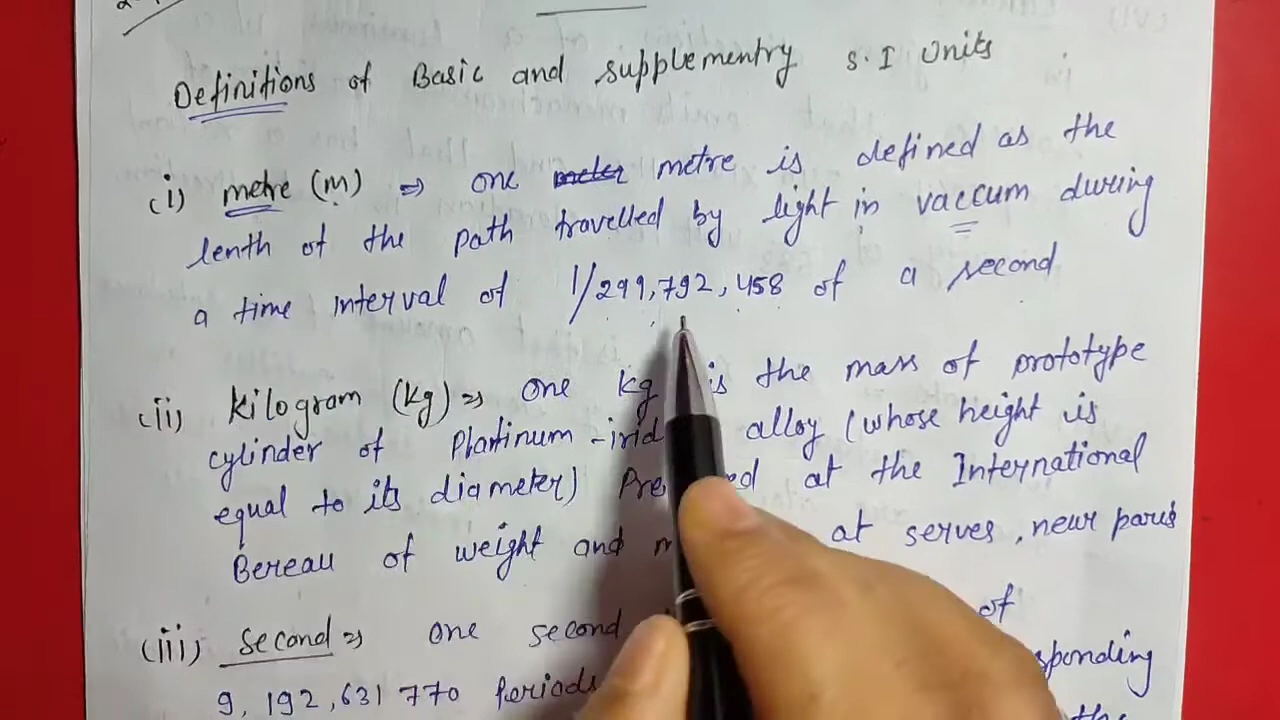 Definitions of Basic and supplementry S.I Units
(i) metre (m) ⇒ one meter metre is defined as the
lenth of the path travelled by light in vaccum during
a time interval of 1/299,792,458 of a second
(ii) kilogram (kg) ⇒ one kg is the mass of prototype
cylinder of Plantinum -irid alloy (whose height is
equal to its diameter) Pre ed at the International
Bereau of weight and m at serves, near paris
(iii) second ⇒ one second of
9, 192,631 770 periods sponding
the